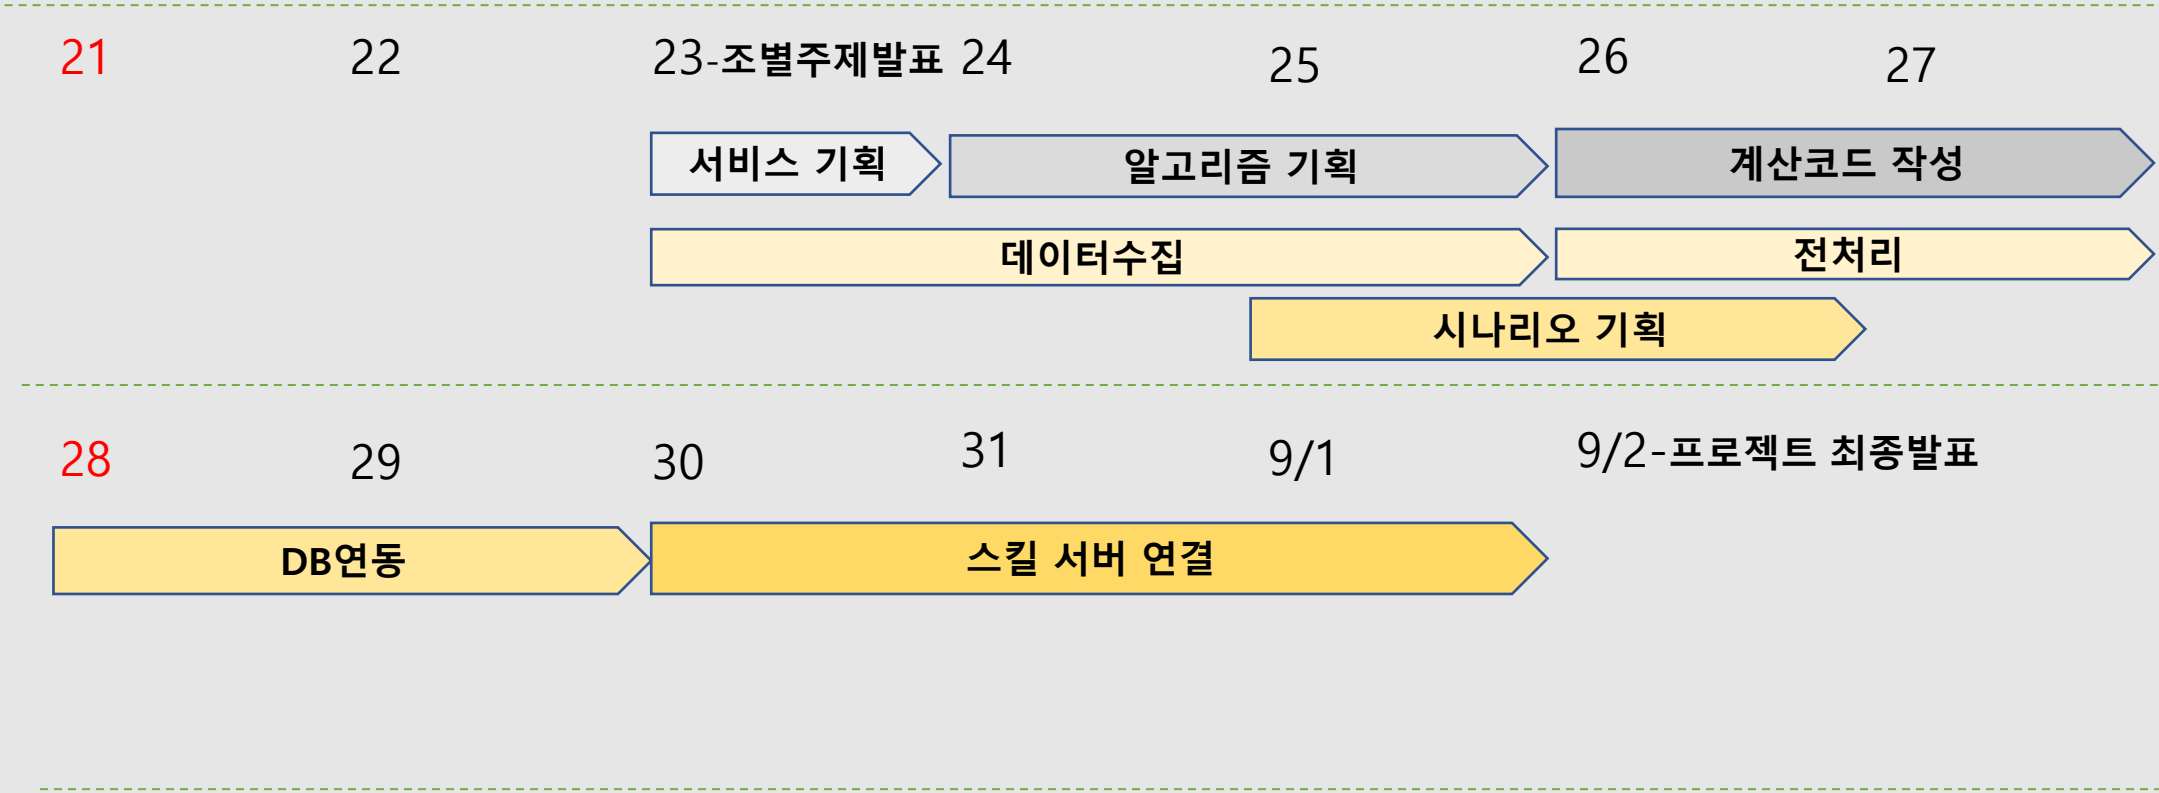 21 22 23-조별주제발표 24 25 26 27
서비스 기획 알고리즘 기획 계산코드 작성
데이터수집 전처리
시나리오 기획
28 29 30 31 9/1 9/2-프로젝트 최종발표
DB연동 스킬 서버 연결